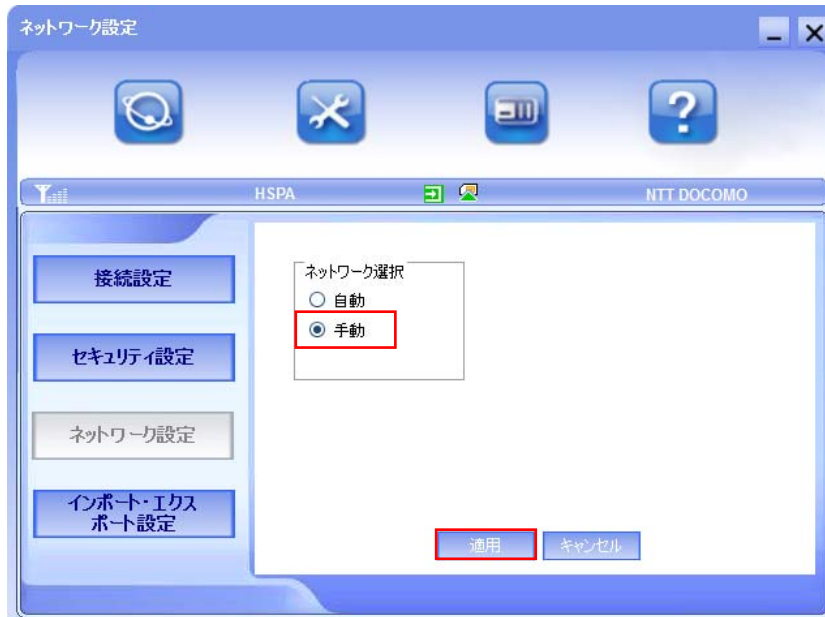 ネットワーク設定
HSPA
NTT DOCOMO
接続設定
セキュリティ設定
ネットワーク設定
インポート・エクス
ポート設定
ネットワーク選択
自動
手動
適用
キャンセル